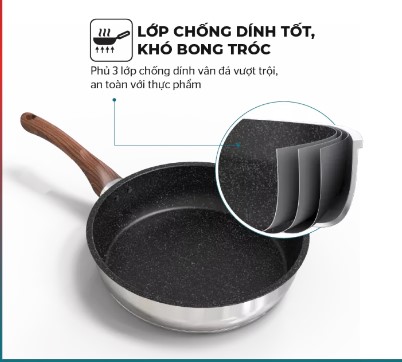 LỚP CHỐNG DÍNH TỐT,
KHÓ BONG TRÓC
Phủ 3 lớp chống dính vân đá vượt trội,
an toàn với thực phẩm